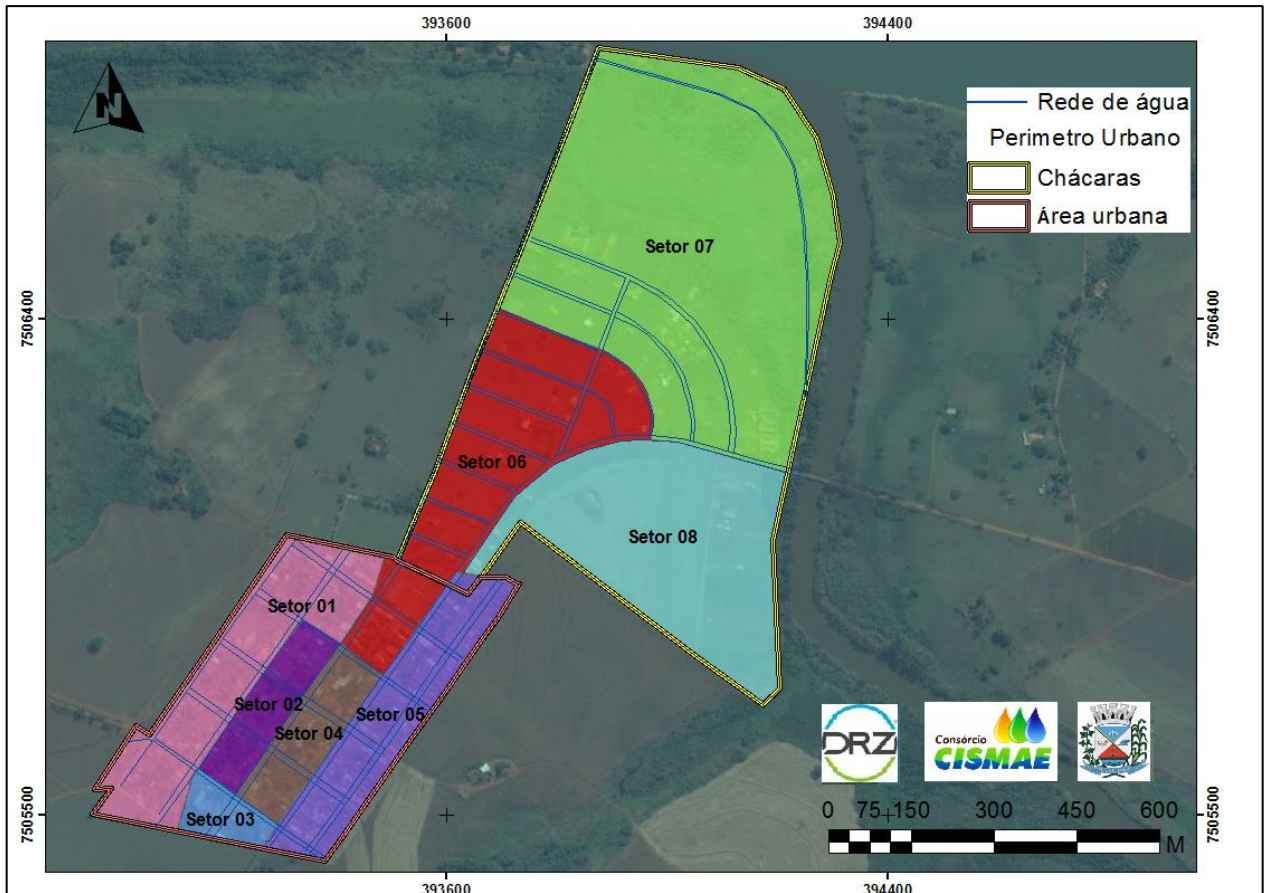 393600 394400
N
Rede de água
Perimetro Urbano
Chácaras
Área urbana
Setor 07
7506400 7506400
Setor 06
Setor 08
Setor 01
Setor 02
Setor 05
Setor 04
Setor 03
DRZ
Consórcio
CISMAE
0 75 150 300 450 600
M
7505500 7505500
393600 394400